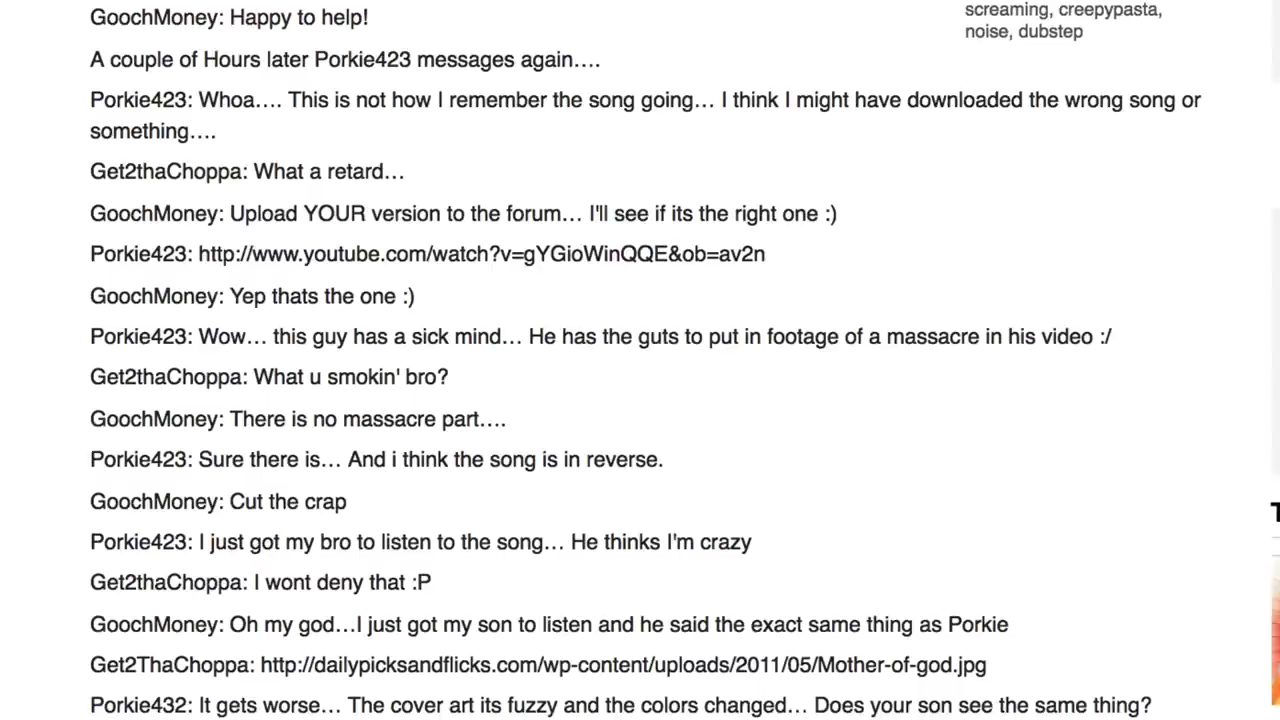 GoochMoney: Happy to help!
screaming, creepypasta,
noise, dubstep
A couple of Hours later Porkie423 messages again….
Porkie423: Whoa…. This is not how I remember the song going… I think I might have downloaded the wrong song or
something….
Get2thaChoppa: What a retard…
GoochMoney: Upload YOUR version to the forum… I'll see if its the right one :)
Porkie423: http://www.youtube.com/watch?v=gYGioWinQQE&ob=av2n
GoochMoney: Yep thats the one :)
Porkie423: Wow… this guy has a sick mind… He has the guts to put in footage of a massacre in his video :/
Get2thaChoppa: What u smokin' bro?
GoochMoney: There is no massacre part….
Porkie423: Sure there is… And i think the song is in reverse.
GoochMoney: Cut the crap
Porkie423: I just got my bro to listen to the song… He thinks I'm crazy
Get2thaChoppa: I wont deny that :P
GoochMoney: Oh my god…I just got my son to listen and he said the exact same thing as Porkie
Get2ThaChoppa: http://dailypicksandflicks.com/wp-content/uploads/2011/05/Mother-of-god.jpg
Porkie432: It gets worse… The cover art its fuzzy and the colors changed… Does your son see the same thing?